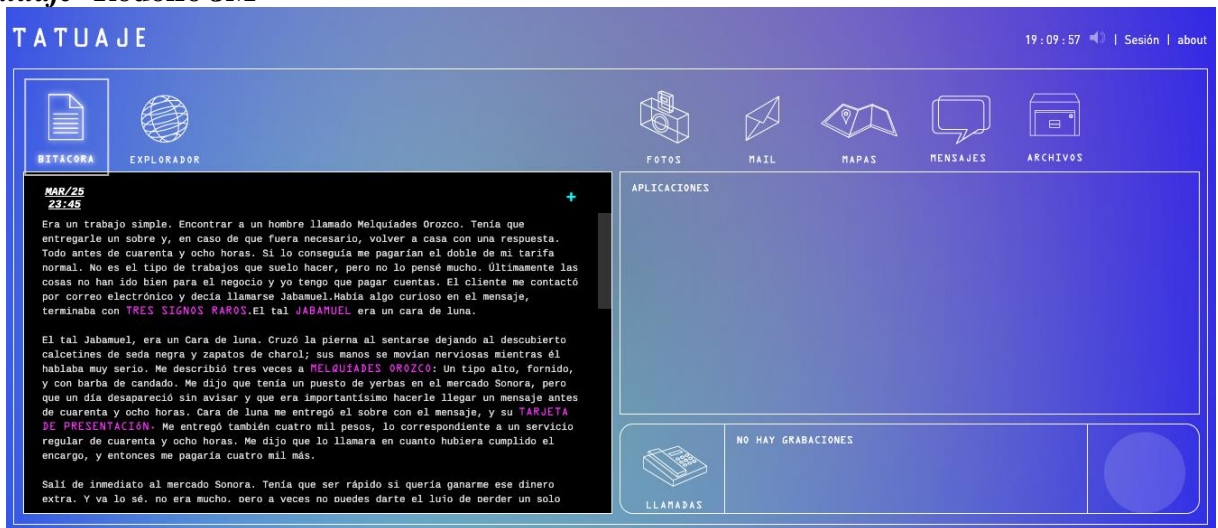 TATUAJE
19:09:57 | Sesión | about
BITÁCORA
EXPLORADOR
FOTOS
MAIL
MAPAS
MENSAJES
ARCHIVOS
MAR/25
23:45
+
Era un trabajo simple. Encontrar a un hombre llamado Melquíades Orozco. Tenía que
entregarle un sobre y, en caso de que fuera necesario, volver a casa con una respuesta.
Todo antes de cuarenta y ocho horas. Si lo conseguía me pagarían el doble de mi tarifa
normal. No es el tipo de trabajos que suelo hacer, pero no lo pensé mucho. Últimamente las
cosas no han ido bien para el negocio y yo tengo que pagar cuentas. El cliente me contactó
por correo electrónico y decía llamarse Jabamuel.Había algo curioso en el mensaje,
terminaba con TRES SIGNOS RAROS.El tal JABAMUEL era un cara de luna.
El tal Jabamuel, era un Cara de luna. Cruzó la pierna al sentarse dejando al descubierto
calcetines de seda negra y zapatos de charol; sus manos se movían nerviosas mientras él
hablaba muy serio. Me describió tres veces a MELQUÍADES OROZCO: Un tipo alto, fornido,
y con barba de candado. Me dijo que tenía un puesto de yerbas en el mercado Sonora, pero
que un día desapareció sin avisar y que era importantísimo hacerle llegar un mensaje antes
de cuarenta y ocho horas. Cara de luna me entregó el sobre con el mensaje, y su TARJETA
DE PRESENTACIÓN. Me entregó también cuatro mil pesos, lo correspondiente a un servicio
regular de cuarenta y ocho horas. Me dijo que lo llamara en cuanto hubiera cumplido el
encargo, y entonces me pagaría cuatro mil más.
Salí de inmediato al mercado Sonora. Tenía que ser rápido si quería ganarme ese dinero
extra. Y ya lo sé, no era mucho, pero a veces no puedes darte el lujo de perder un solo
APLICACIONES
LLAMADAS
NO HAY GRABACIONES